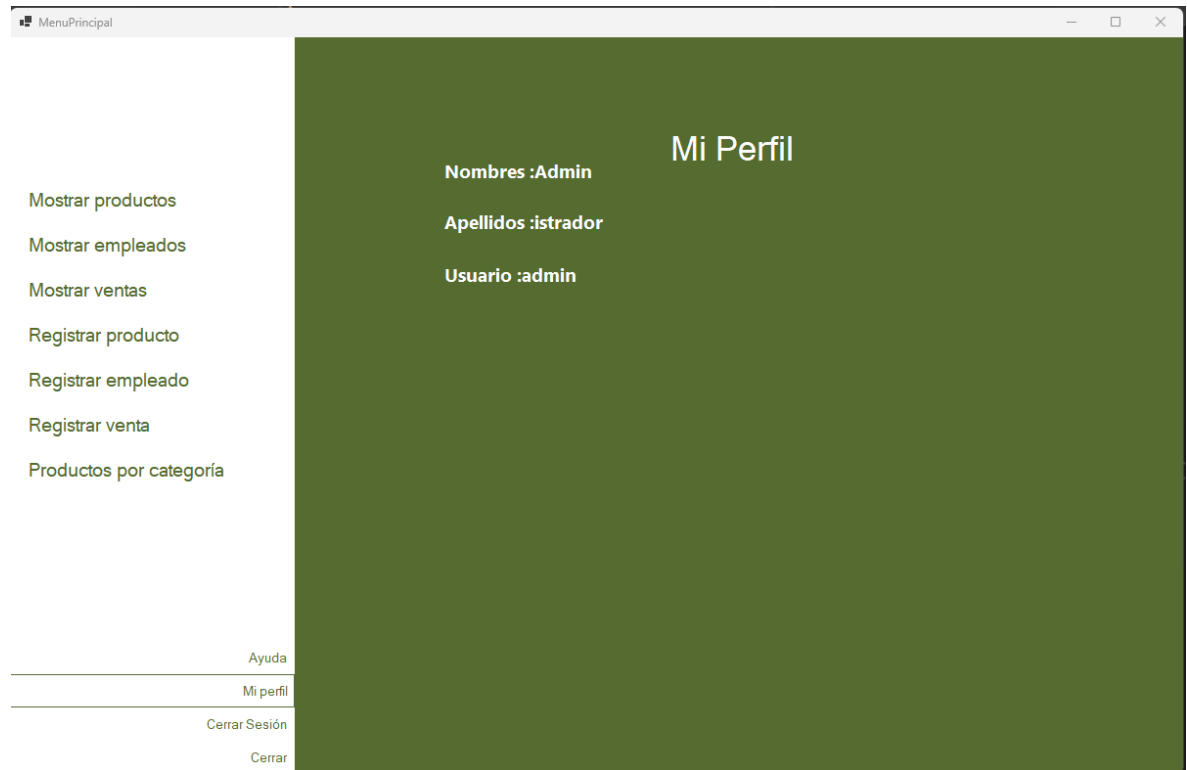 MenuPrincipal
Mostrar productos
Mostrar empleados
Mostrar ventas
Registrar producto
Registrar empleado
Registrar venta
Productos por categoría
Ayuda
Mi perfil
Cerrar Sesión
Cerrar
Mi Perfil
Nombres :Admin
Apellidos :istrador
Usuario :admin